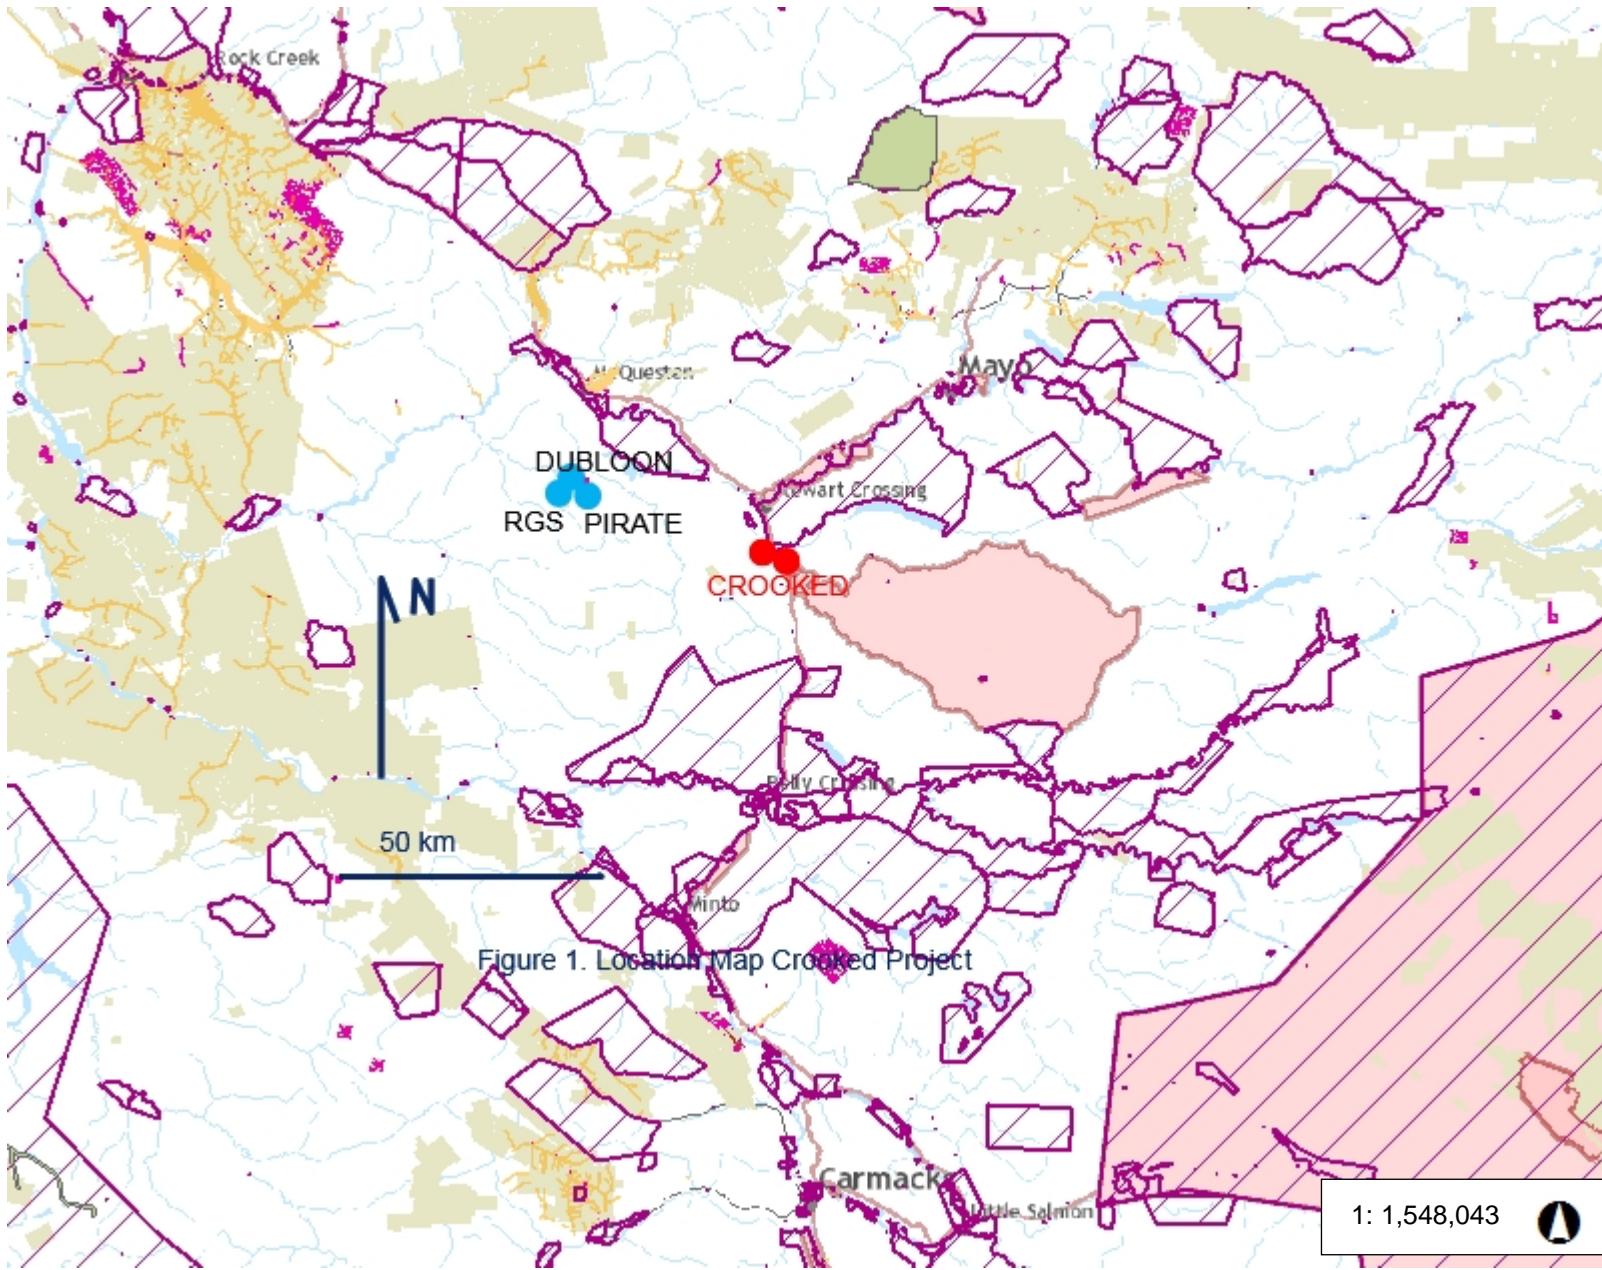 Rock Creek
Mayo
McQuesten
DUBLOON
Stewart Crossing
RGS PIRATE
CROOKED
N
Pelly Crossing
50 km
Minto
Figure 1. Location Map Crooked Project
Carmacks
Little Salmon
1: 1,548,043